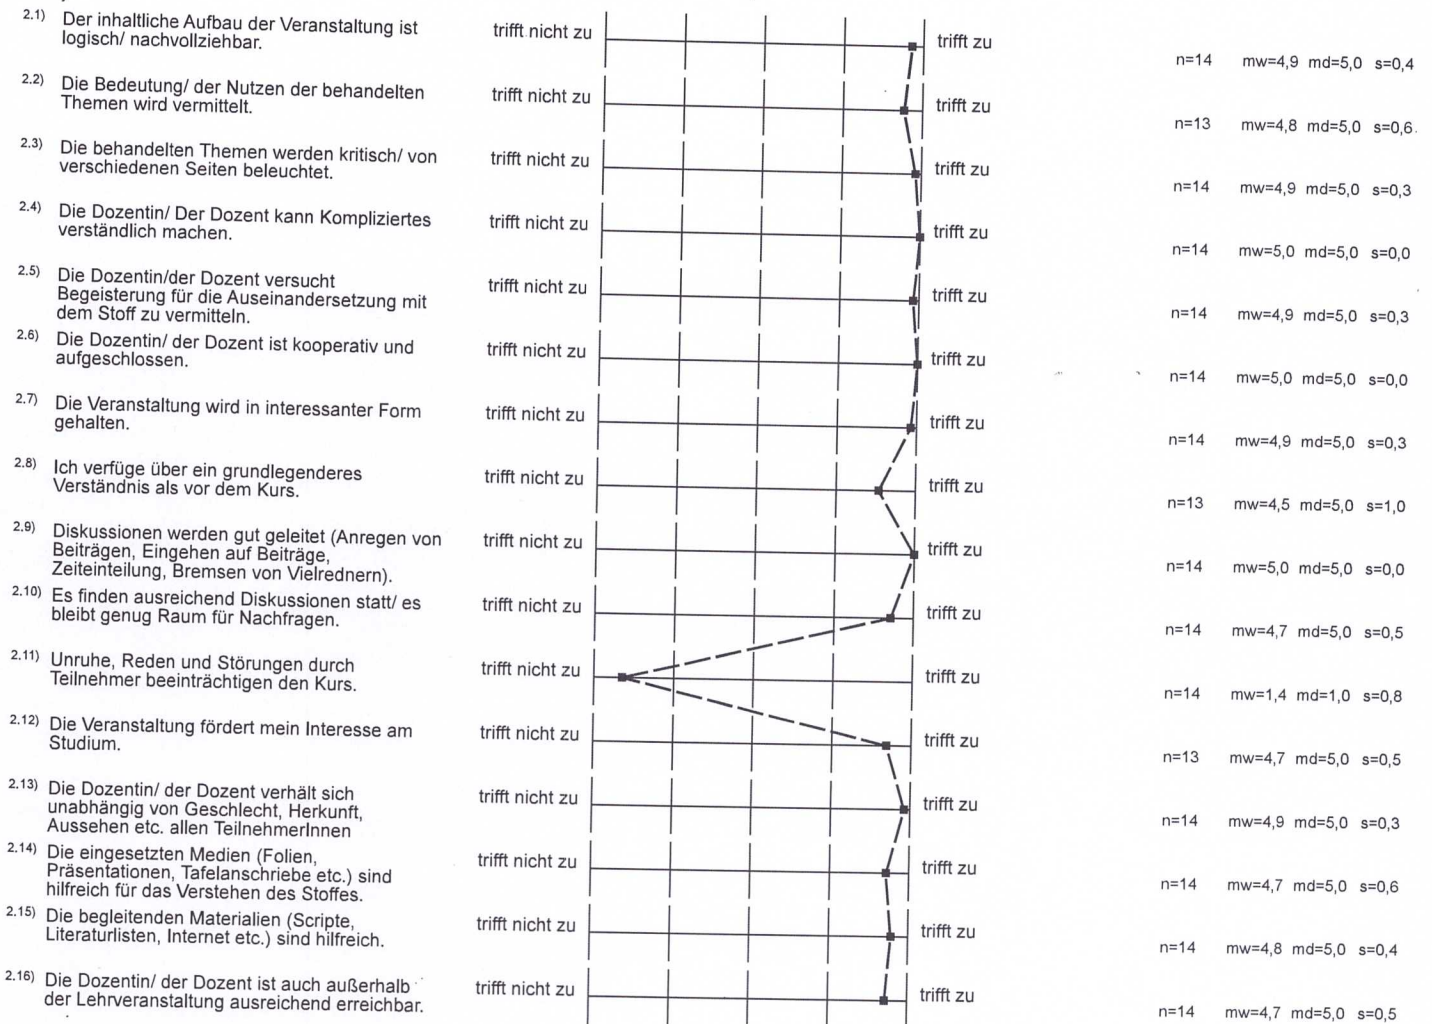 2.1) Der inhaltliche Aufbau der Veranstaltung ist trifft nicht zu trifft zu
logisch/ nachvollziehbar.
n=14 mw=4,9 md=5,0 s=0,4
2.2) Die Bedeutung/ der Nutzen der behandelten trifft nicht zu trifft zu
Themen wird vermittelt.
n=13 mw=4,8 md=5,0 s=0,6
2.3) Die behandelten Themen werden kritisch/ von trifft nicht zu trifft zu
verschiedenen Seiten beleuchtet.
n=14 mw=4,9 md=5,0 s=0,3
2.4) Die Dozentin/ Der Dozent kann Kompliziertes trifft nicht zu trifft zu
verständlich machen.
n=14 mw=5,0 md=5,0 s=0,0
2.5) Die Dozentin/der Dozent versucht trifft nicht zu trifft zu
Begeisterung für die Auseinandersetzung mit
dem Stoff zu vermitteln.
n=14 mw=4,9 md=5,0 s=0,3
2.6) Die Dozentin/ der Dozent ist kooperativ und trifft nicht zu trifft zu
aufgeschlossen.
n=14 mw=5,0 md=5,0 s=0,0
2.7) Die Veranstaltung wird in interessanter Form trifft nicht zu trifft zu
gehalten.
n=14 mw=4,9 md=5,0 s=0,3
2.8) Ich verfüge über ein grundlegenderes trifft nicht zu trifft zu
Verständnis als vor dem Kurs.
n=13 mw=4,5 md=5,0 s=1,0
2.9) Diskussionen werden gut geleitet (Anregen von trifft nicht zu trifft zu
Beiträgen, Eingehen auf Beiträge,
Zeiteinteilung, Bremsen von Vielrednern).
n=14 mw=5,0 md=5,0 s=0,0
2.10) Es finden ausreichend Diskussionen statt/ es trifft nicht zu trifft zu
bleibt genug Raum für Nachfragen.
n=14 mw=4,7 md=5,0 s=0,5
2.11) Unruhe, Reden und Störungen durch trifft nicht zu trifft zu
Teilnehmer beeinträchtigen den Kurs.
n=14 mw=1,4 md=1,0 s=0,8
2.12) Die Veranstaltung fördert mein Interesse am trifft nicht zu trifft zu
Studium.
n=13 mw=4,7 md=5,0 s=0,5
2.13) Die Dozentin/ der Dozent verhält sich trifft nicht zu trifft zu
unabhängig von Geschlecht, Herkunft,
Aussehen etc. allen TeilnehmerInnen
n=14 mw=4,9 md=5,0 s=0,3
2.14) Die eingesetzten Medien (Folien, trifft nicht zu trifft zu
Präsentationen, Tafelanschriebe etc.) sind
hilfreich für das Verstehen des Stoffes.
n=14 mw=4,7 md=5,0 s=0,6
2.15) Die begleitenden Materialien (Scripte, trifft nicht zu trifft zu
Literaturlisten, Internet etc.) sind hilfreich.
n=14 mw=4,8 md=5,0 s=0,4
2.16) Die Dozentin/ der Dozent ist auch außerhalb trifft nicht zu trifft zu
der Lehrveranstaltung ausreichend erreichbar.
n=14 mw=4,7 md=5,0 s=0,5